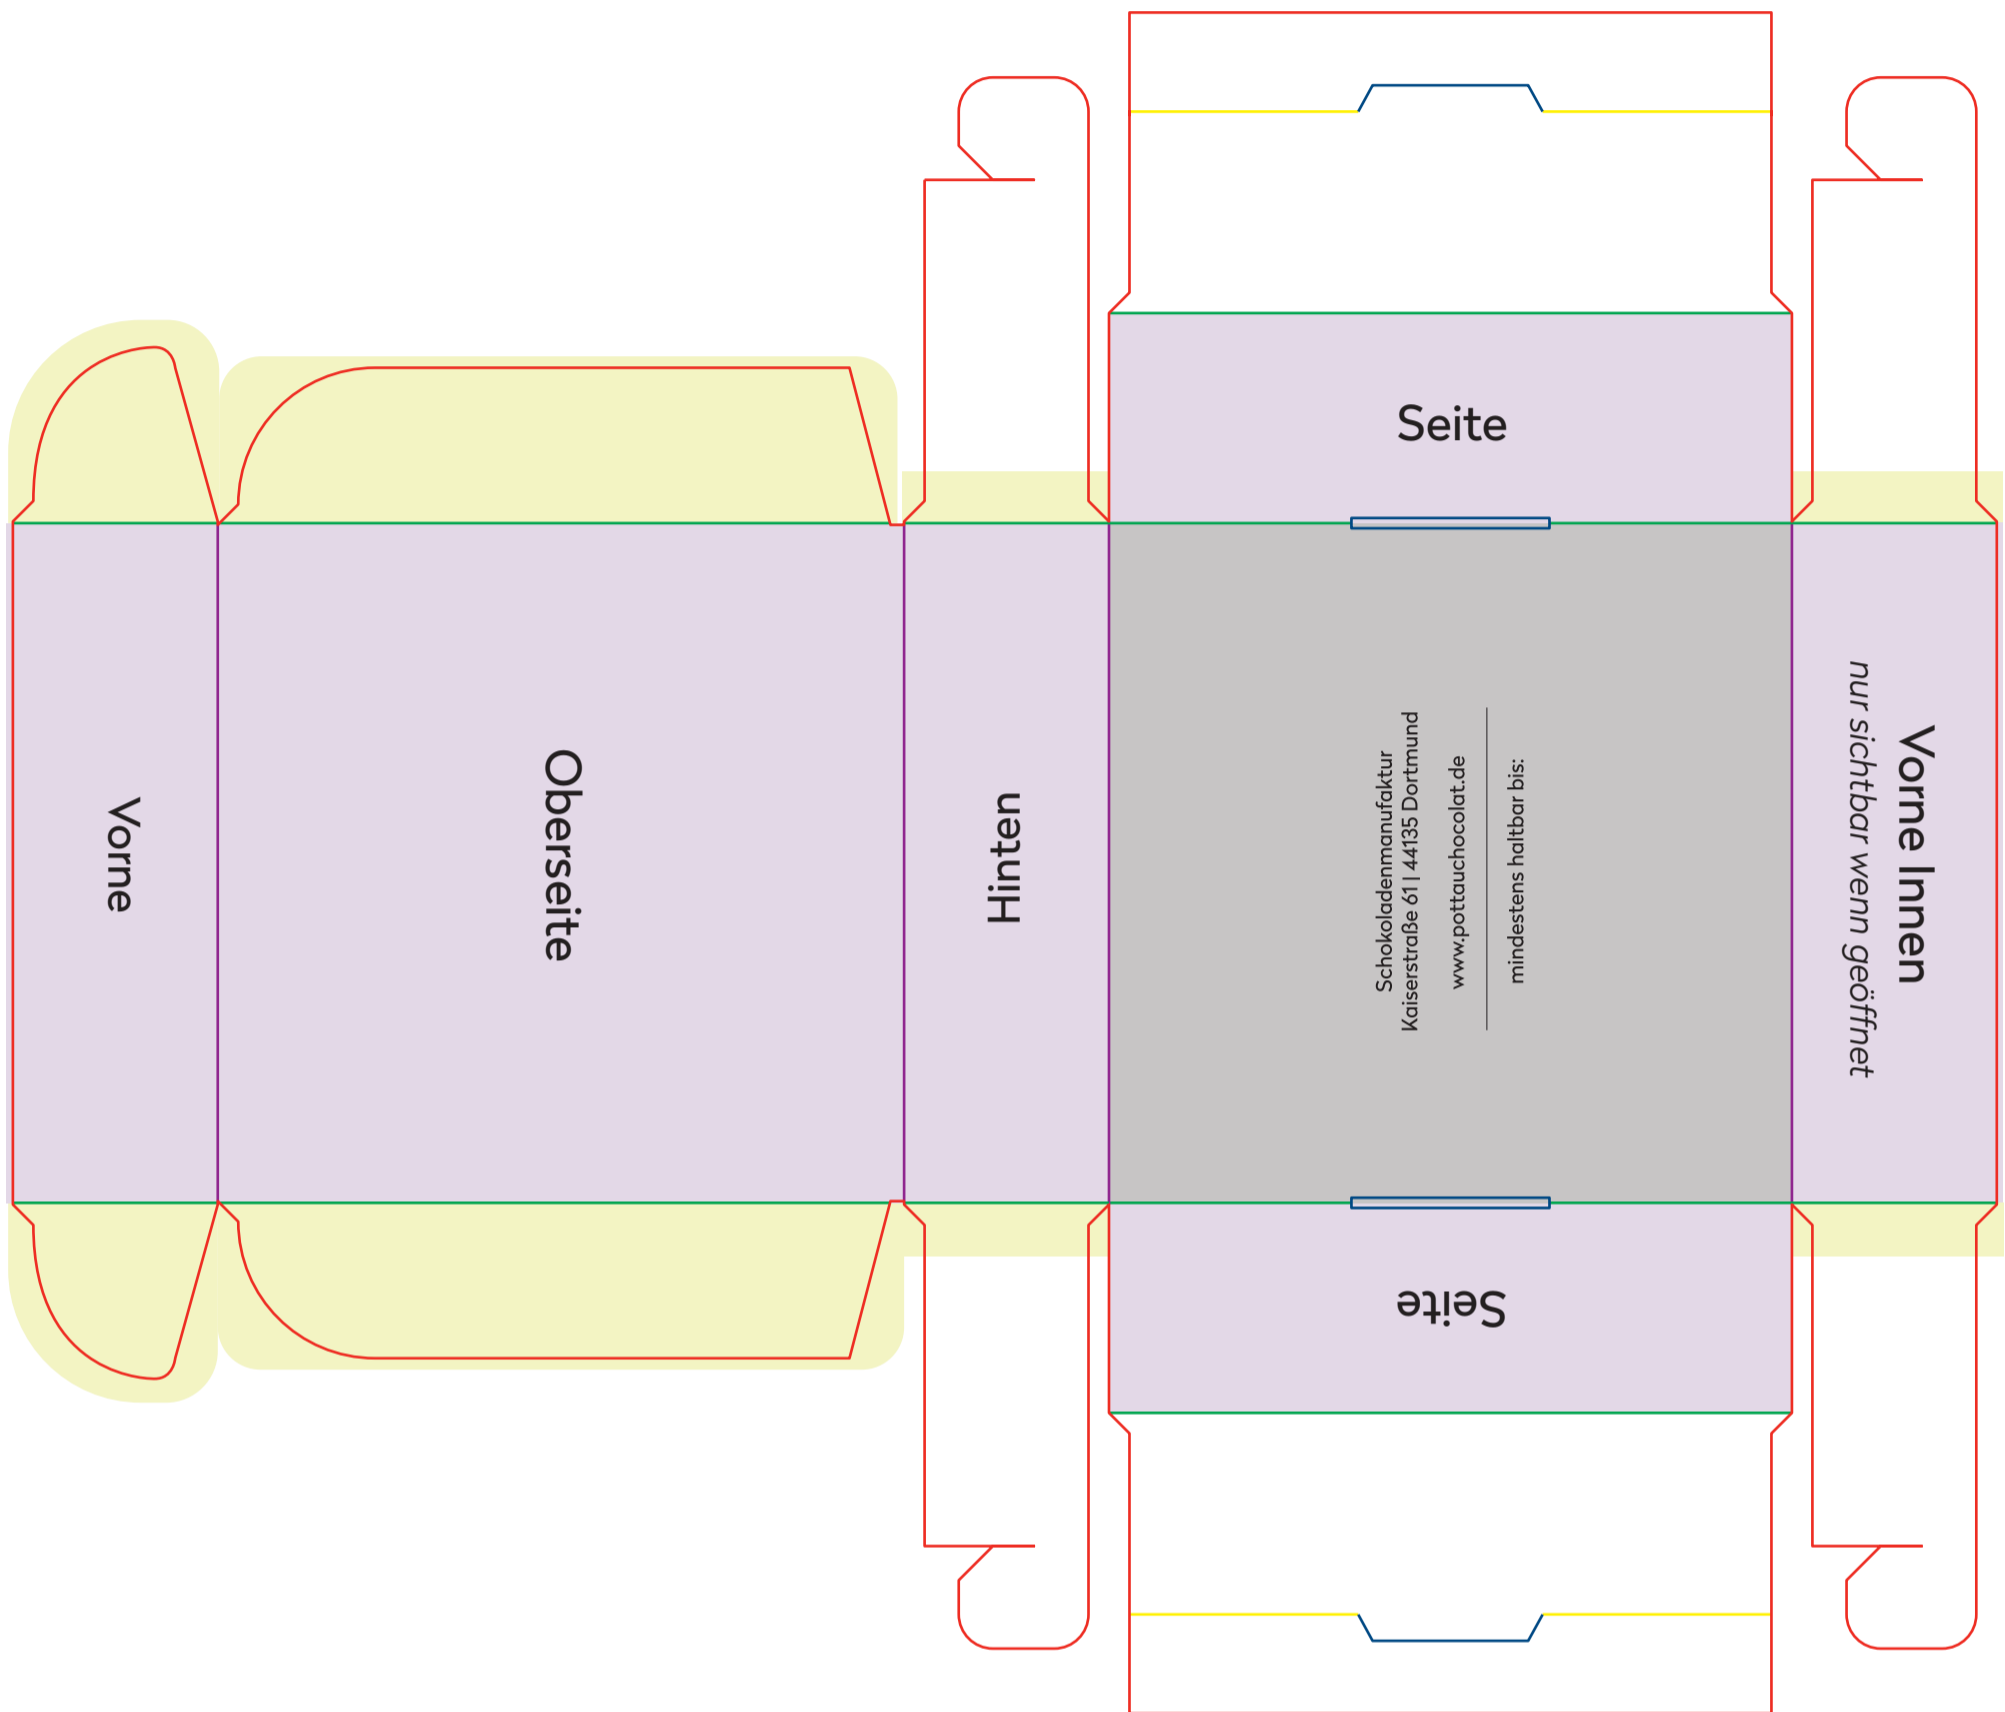 Seite
Vorne
Oberseite
Hinten
Schokoladenmanufaktur
Kaiserstraße 61 | 44135 Dortmund
www.pottauchocolat.de
mindestens haltbar bis:
Vorne Innen
nur sichtbar wenn geöffnet
Seite